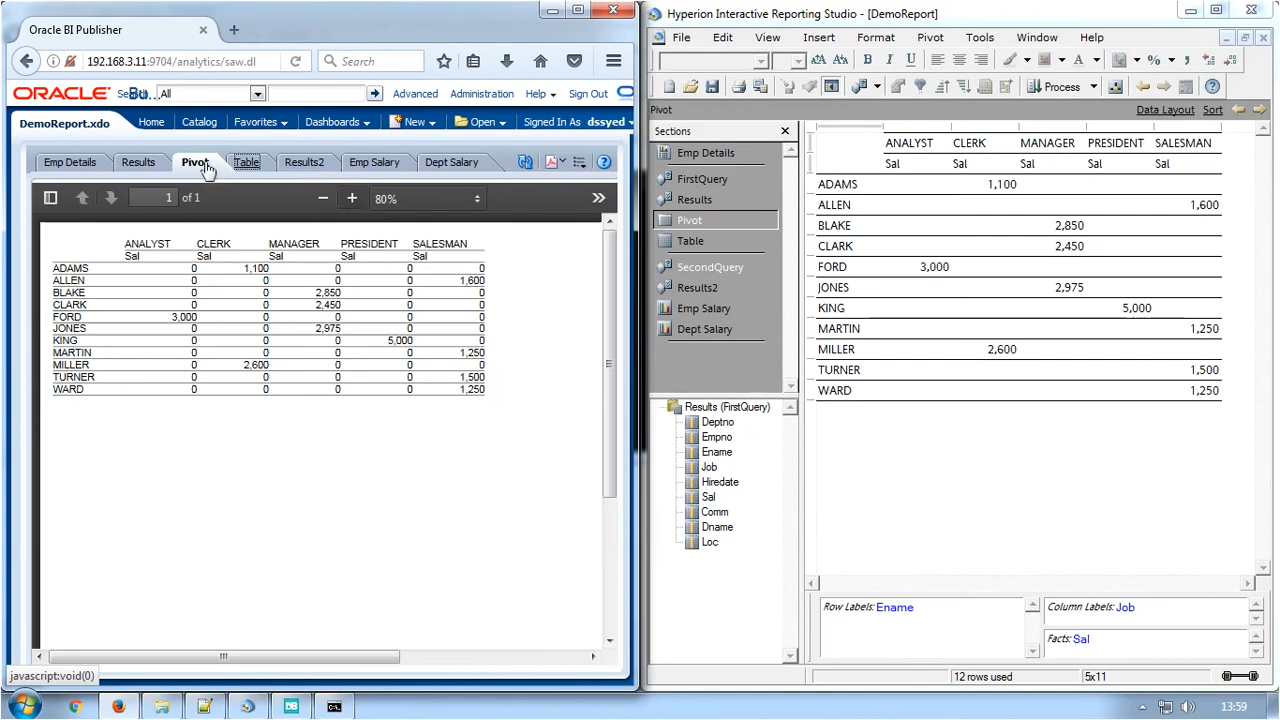 Oracle BI Publisher
192.168.3.11:9704/analytics/saw.dl
Search
ORACLE
Se Bu... All
Advanced
Administration
Help
Sign Out
DemoReport.xdo
Home
Catalog
Favorites
Dashboards
New
Open
Signed In As dssyed
Emp Details
Results
Pivot
Table
Results2
Emp Salary
Dept Salary
1 of 1
80%
ANALYST CLERK MANAGER PRESIDENT SALESMAN
Sal Sal Sal Sal Sal
ADAMS 0 1,100 0 0 0
ALLEN 0 0 0 0 1,600
BLAKE 0 0 2,850 0 0
CLARK 0 0 2,450 0 0
FORD 3,000 0 0 0 0
JONES 0 0 2,975 0 0
KING 0 0 0 5,000 0
MARTIN 0 0 0 0 1,250
MILLER 0 2,600 0 0 0
TURNER 0 0 0 0 1,500
WARD 0 0 0 0 1,250
javascript:void(0)
Hyperion Interactive Reporting Studio - [DemoReport]
File Edit View Insert Format Pivot Tools Window Help
B I U
$ % ,
Process
Pivot
Data Layout Sort
Sections
Emp Details
FirstQuery
Results
Pivot
Table
SecondQuery
Results2
Emp Salary
Dept Salary
Results (FirstQuery)
Deptno
Empno
Ename
Job
Hiredate
Sal
Comm
Dname
Loc
ANALYST CLERK MANAGER PRESIDENT SALESMAN
Sal Sal Sal Sal Sal
ADAMS 1,100
ALLEN 1,600
BLAKE 2,850
CLARK 2,450
FORD 3,000
JONES 2,975
KING 5,000
MARTIN 1,250
MILLER 2,600
TURNER 1,500
WARD 1,250
Row Labels: Ename
Column Labels: Job
Facts: Sal
12 rows used
5x11
13:59